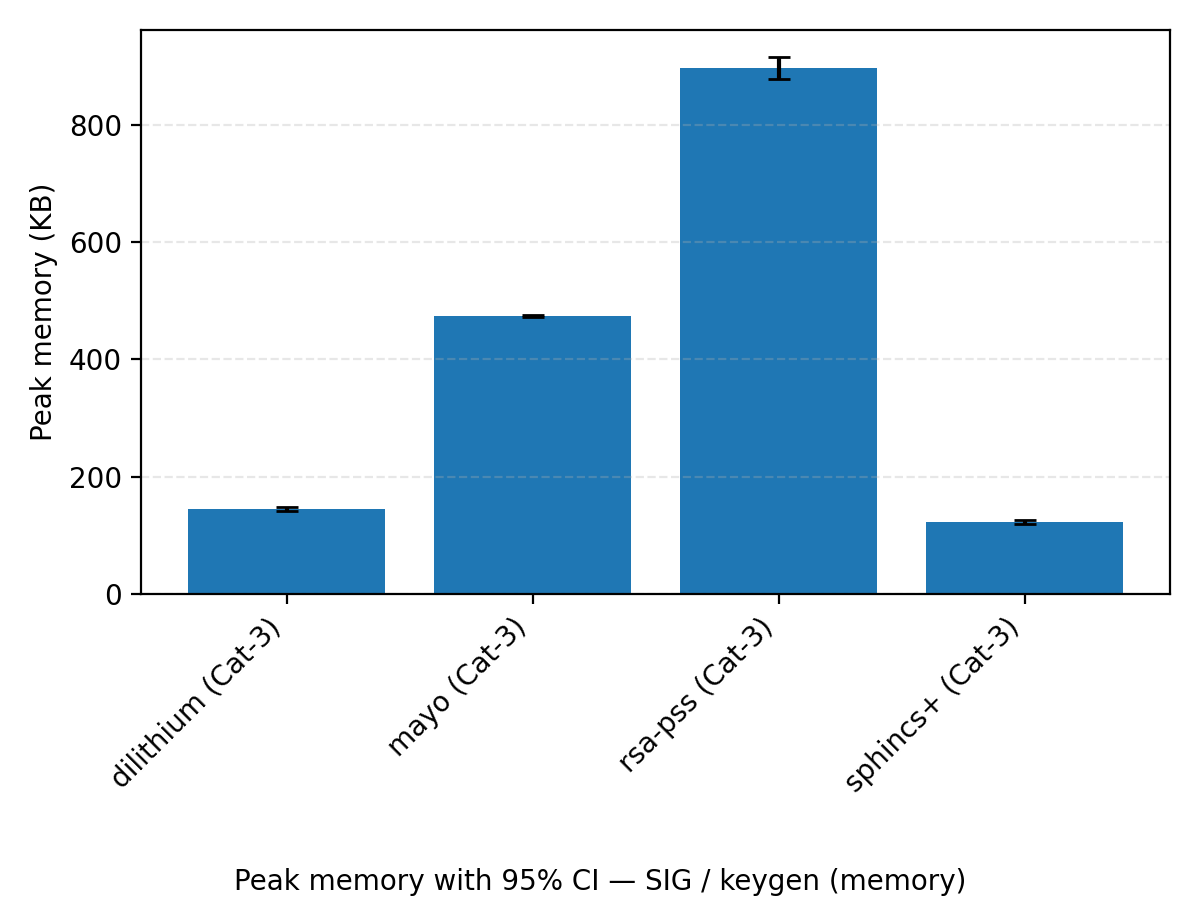 Peak memory (KB)
800
600
400
200
0
dilithium (Cat-3)
mayo (Cat-3)
rsa-pss (Cat-3)
sphincs+ (Cat-3)
Peak memory with 95% CI — SIG / keygen (memory)